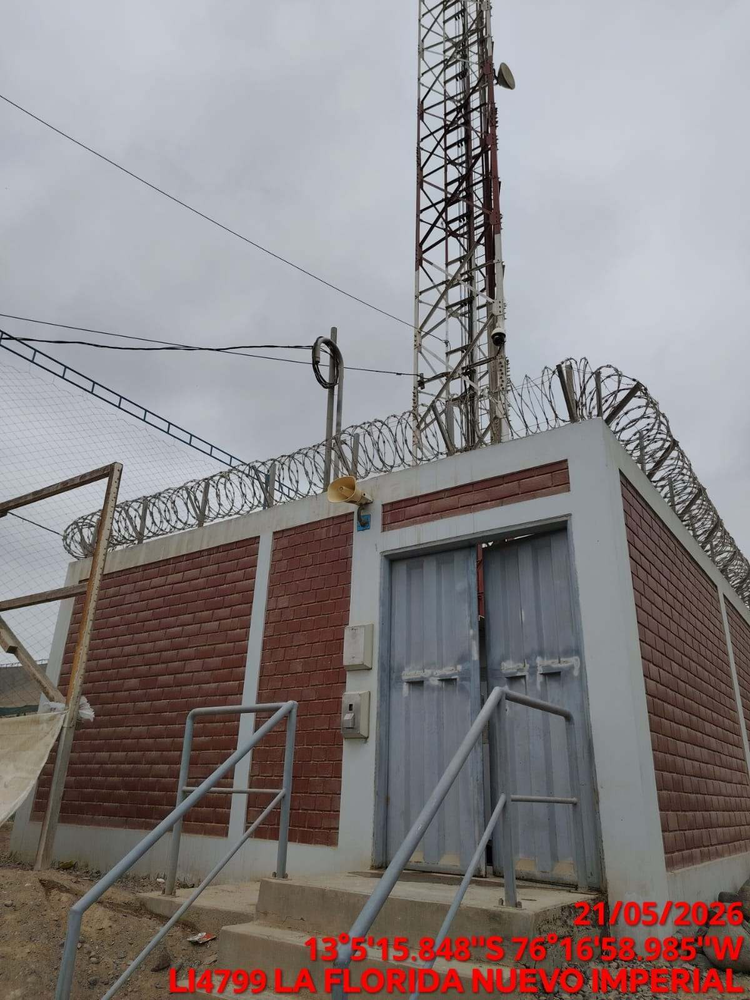 21/05/2026
13°5'15.848"S 76°16'58.985"W
LI4799 LA FLORIDA NUEVO IMPERIAL